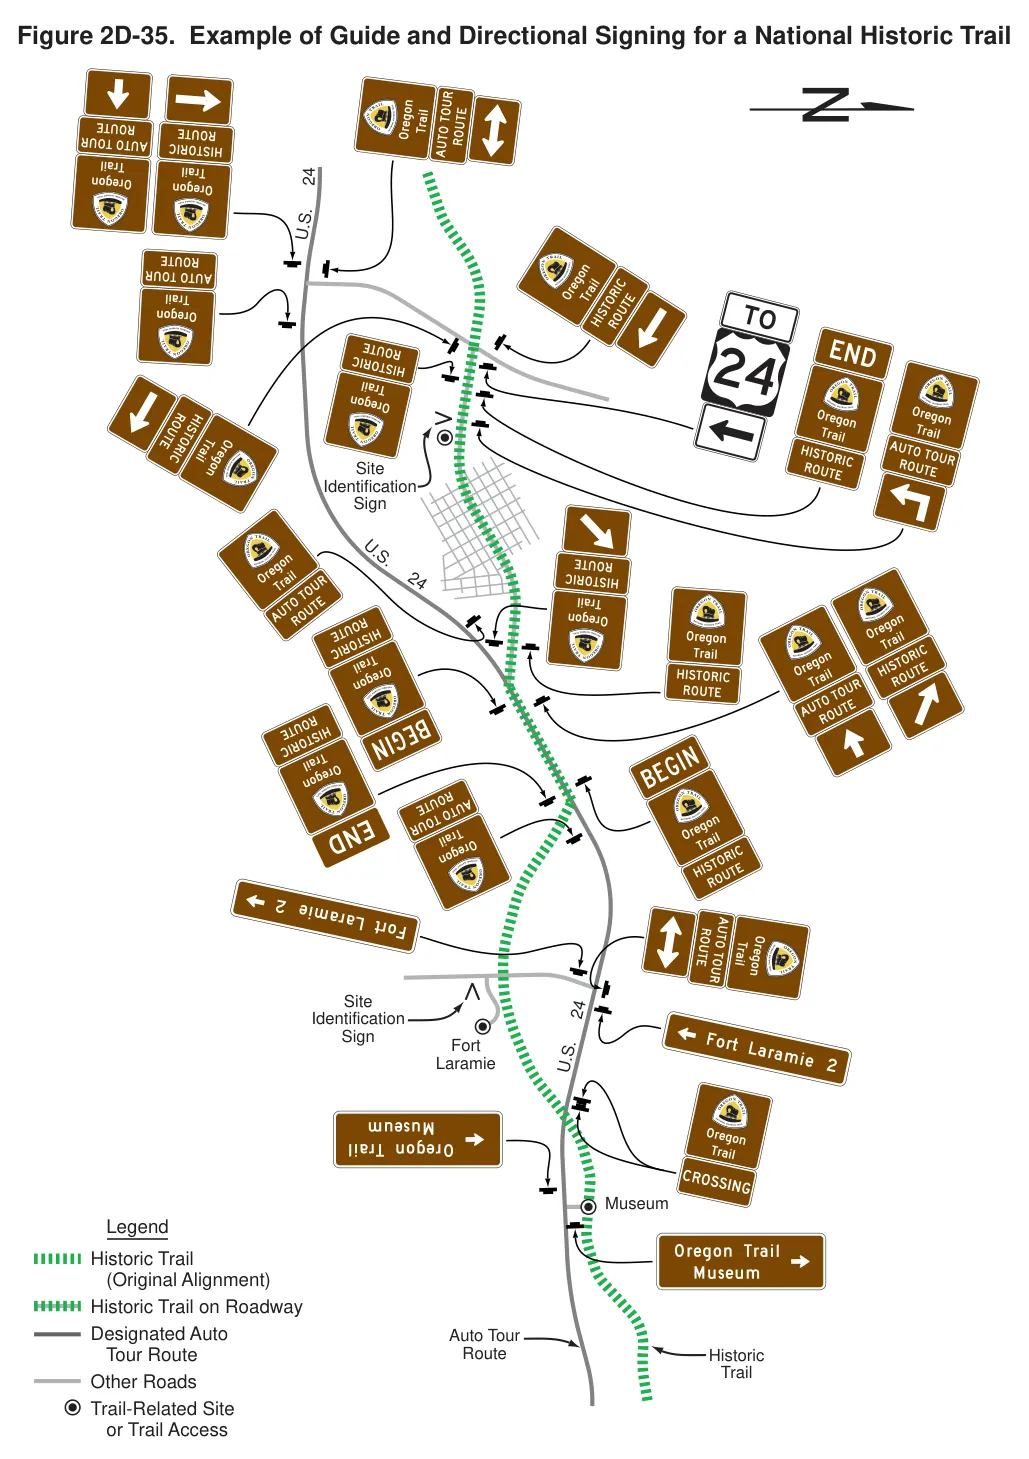 Figure 2D-35. Example of Guide and Directional Signing for a National Historic Trail
N
AUTO TOUR
ROUTE
Oregon
Trail
HISTORIC
ROUTE
Oregon
Trail
Oregon
Trail
AUTO TOUR
ROUTE
U.S. 24
AUTO TOUR
ROUTE
Oregon
Trail
Oregon
Trail
HISTORIC
ROUTE
TO
24
END
Oregon
Trail
HISTORIC
ROUTE
Oregon
Trail
AUTO TOUR
ROUTE
HISTORIC
ROUTE
Oregon
Trail
HISTORIC
ROUTE
Oregon
Trail
Site
Identification
Sign
U.S. 24
Oregon
Trail
AUTO TOUR
ROUTE
HISTORIC
ROUTE
Oregon
Trail
Oregon
Trail
HISTORIC
ROUTE
Oregon
Trail
AUTO TOUR
ROUTE
Oregon
Trail
HISTORIC
ROUTE
BEGIN
Oregon
Trail
HISTORIC
ROUTE
END
Oregon
Trail
HISTORIC
ROUTE
Oregon
Trail
AUTO TOUR
ROUTE
BEGIN
Oregon
Trail
HISTORIC
ROUTE
Fort Laramie 2
Oregon
Trail
AUTO TOUR
ROUTE
Site
Identification
Sign
Fort
Laramie
U.S. 24
Fort Laramie 2
Oregon
Trail
CROSSING
Oregon Trail
Museum
Museum
Oregon Trail
Museum
Auto Tour
Route
Historic
Trail
Legend
Historic Trail
(Original Alignment)
Historic Trail on Roadway
Designated Auto
Tour Route
Other Roads
Trail-Related Site
or Trail Access